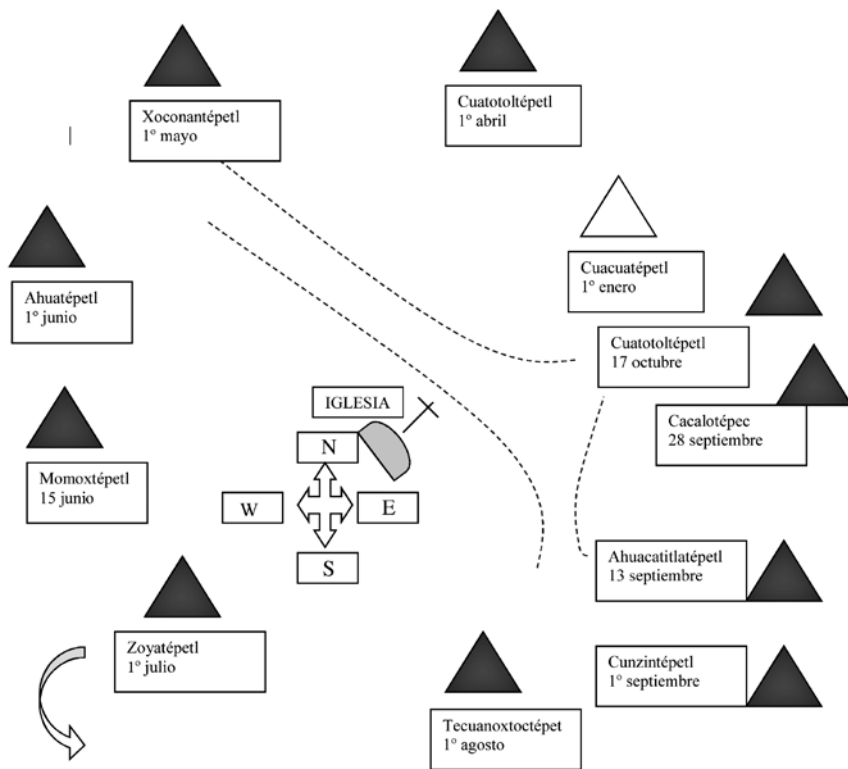 Xoconantépetl
1º mayo
Cuatotoltépetl
1º abril
Cuacuatépetl
1º enero
Ahuatépetl
1º junio
Cuatotoltépetl
17 octubre
IGLESIA
Cacalotépec
28 septiembre
N
Momoxtépetl
15 junio
W
E
S
Ahuacatitlatépetl
13 septiembre
Zoyatépetl
1º julio
Cunzintépetl
1º septiembre
Tecuanoxtoctépet
1º agosto